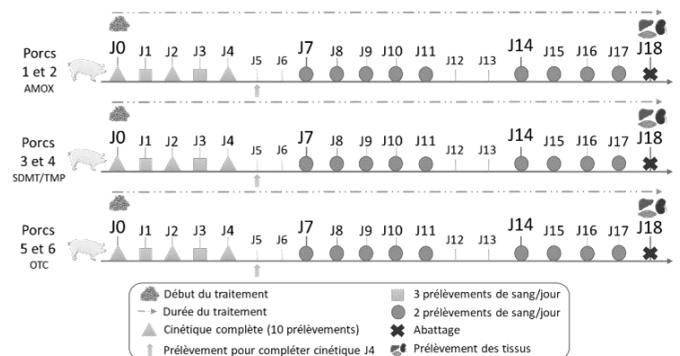 Porcs
1 et 2
AMOX
J0 J1 J2 J3 J4 J5 J6 J7 J8 J9 J10 J11 J12 J13 J14 J15 J16 J17 J18
Porcs
3 et 4
SDMT/TMP
J0 J1 J2 J3 J4 J5 J6 J7 J8 J9 J10 J11 J12 J13 J14 J15 J16 J17 J18
Porcs
5 et 6
OTC
J0 J1 J2 J3 J4 J5 J6 J7 J8 J9 J10 J11 J12 J13 J14 J15 J16 J17 J18
Début du traitement
Durée du traitement
Cinétique complète (10 prélèvements)
Prélèvement pour compléter cinétique J4
3 prélèvements de sang/jour
2 prélèvements de sang/jour
Abattage
Prélèvement des tissus